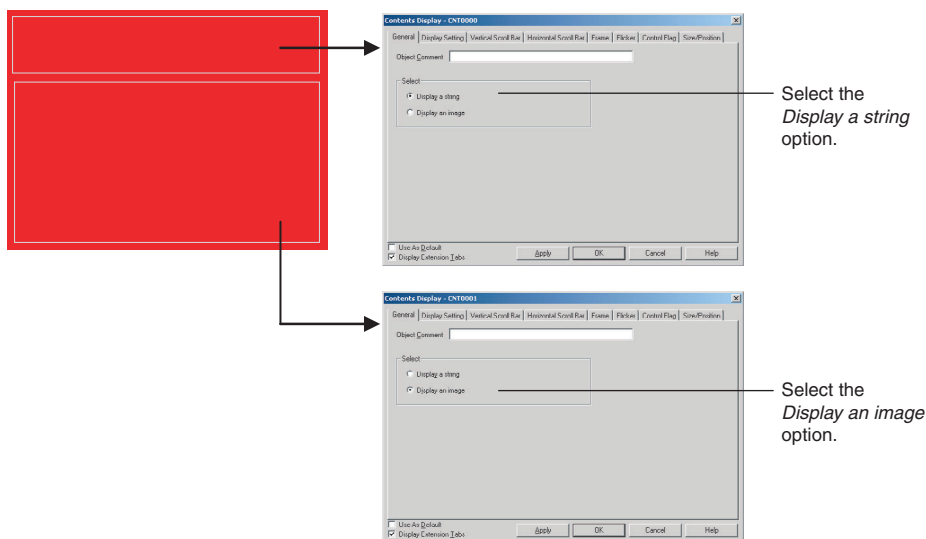 Contents Display - CNT0000
General Display Setting Vertical Scroll Bar Horizontal Scroll Bar Frame Flicker Control Flag Size/Position
Object Comment
Select
Display a string
Display an image
Use As Default
Display Extension Tabs
Apply OK Cancel Help
Select the
Display a string
option.
Contents Display - CNT0001
General Display Setting Vertical Scroll Bar Horizontal Scroll Bar Frame Flicker Control Flag Size/Position
Object Comment
Select
Display a string
Display an image
Use As Default
Display Extension Tabs
Apply OK Cancel Help
Select the
Display an image
option.